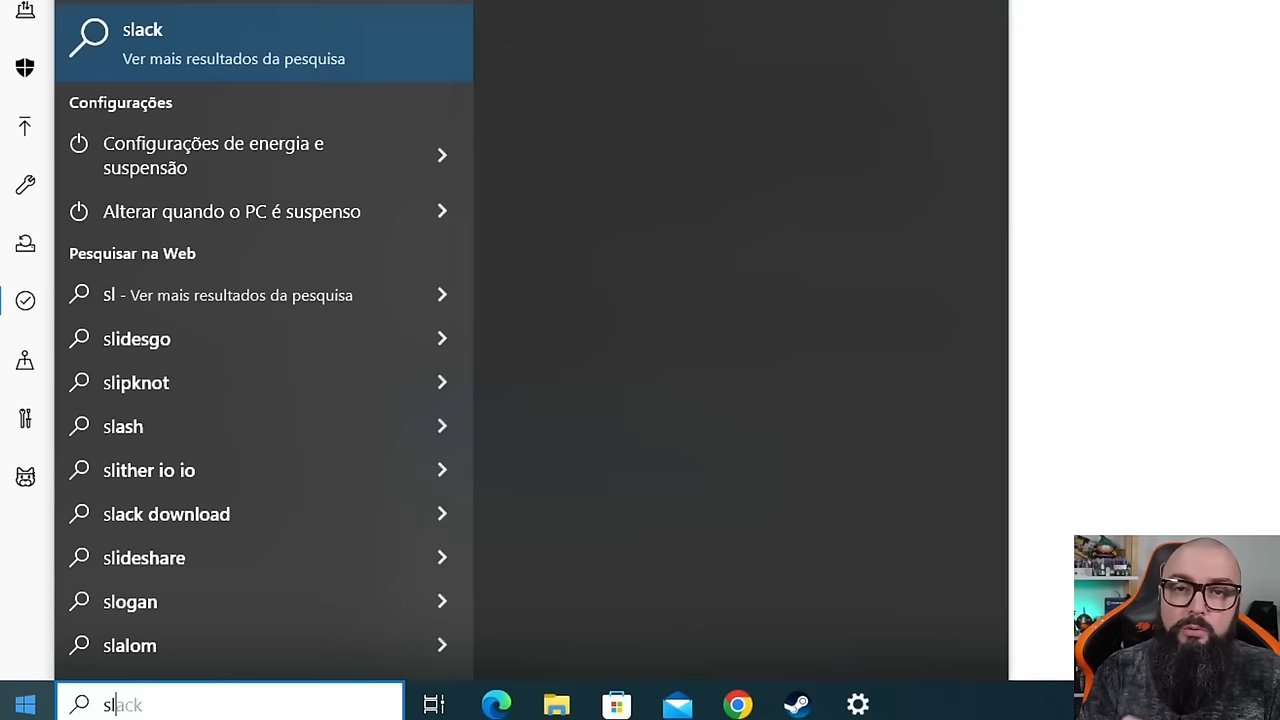 slack
Ver mais resultados da pesquisa
Configurações
Configurações de energia e
suspensão
Alterar quando o PC é suspenso
Pesquisar na Web
sl - Ver mais resultados da pesquisa
slidesgo
slipknot
slash
slither io io
slack download
slideshare
slogan
slalom
slack